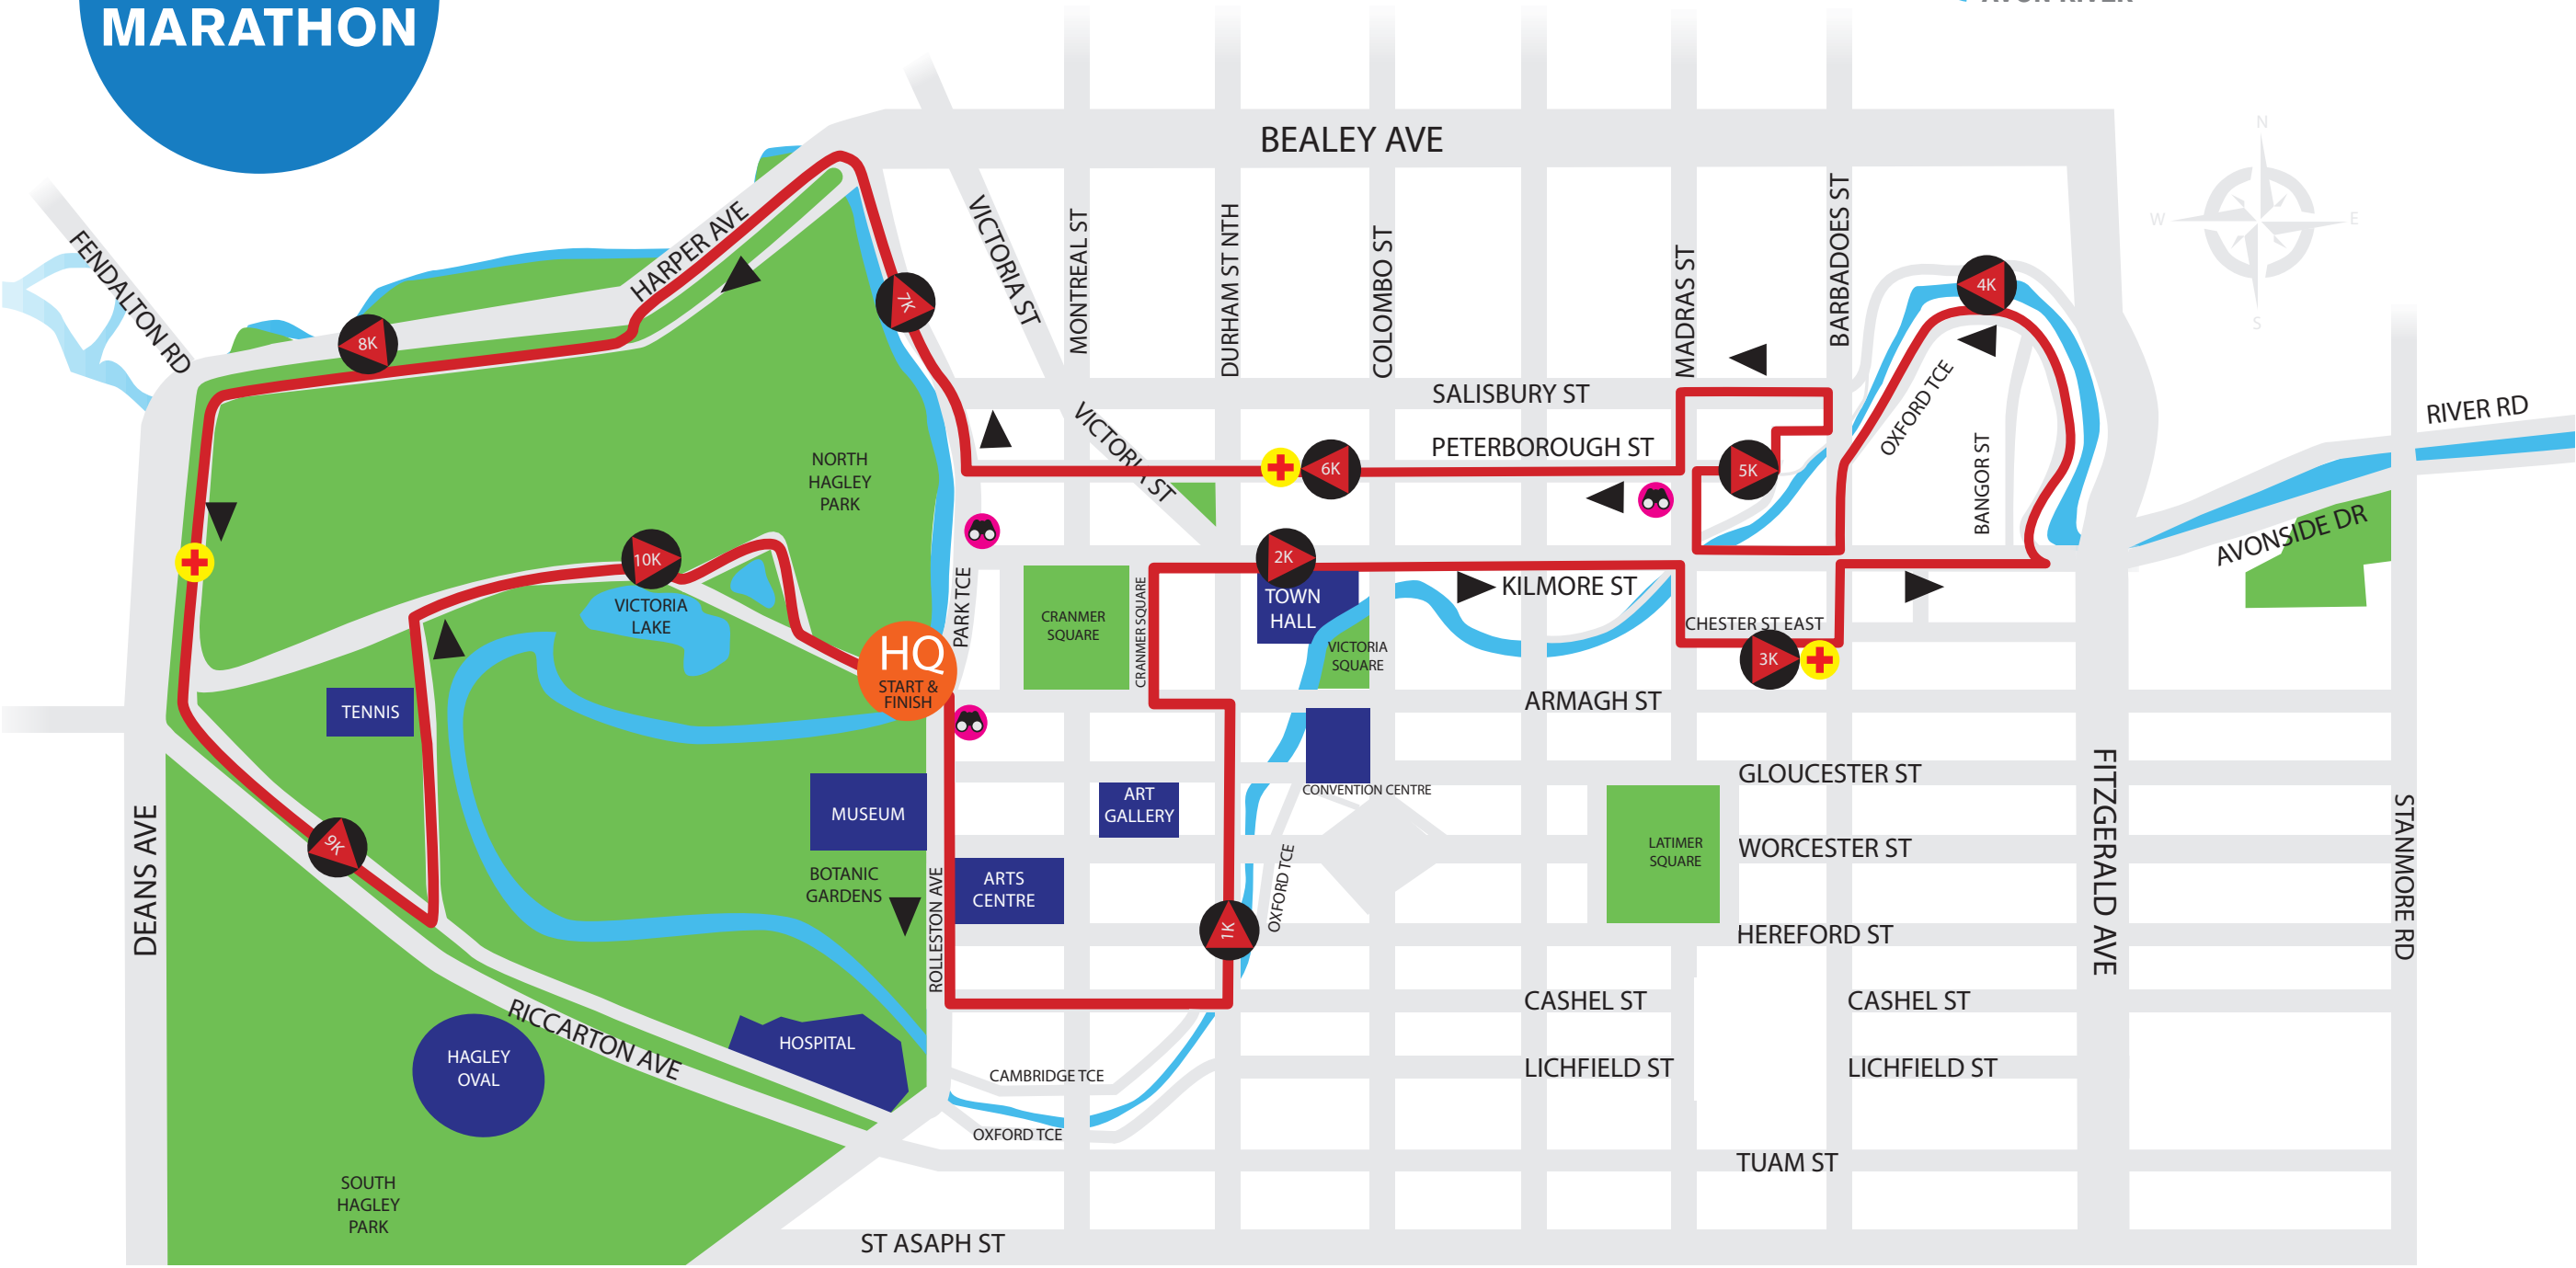 MARATHON
AVON RIVER
BEALEY AVE
N
W
E
S
FENDALTON RD
HARPER AVE
VICTORIA ST
MONTREAL ST
DURHAM ST NTH
COLOMBO ST
MADRAS ST
BARBADOES ST
4K
7K
8K
SALISBURY ST
OXFORD TCE
RIVER RD
VICTORIA ST
PETERBOROUGH ST
6K
5K
BANGOR ST
NORTH
HAGLEY
PARK
AVONSIDE DR
10K
2K
VICTORIA
LAKE
PARK TCE
CRANMER
SQUARE
CRANMER SQUARE
TOWN
HALL
KILMORE ST
CHESTER ST EAST
3K
VICTORIA
SQUARE
HQ
START &
FINISH
TENNIS
ARMAGH ST
GLOUCESTER ST
CONVENTION CENTRE
MUSEUM
ART
GALLERY
9K
LATIMER
SQUARE
WORCESTER ST
FITZGERALD AVE
STANMORE RD
DEANS AVE
BOTANIC
GARDENS
ROLLESTON AVE
ARTS
CENTRE
1K
OXFORD TCE
HEREFORD ST
CASHEL ST
CASHEL ST
RICCARTON AVE
HOSPITAL
HAGLEY
OVAL
CAMBRIDGE TCE
LICHFIELD ST
LICHFIELD ST
OXFORD TCE
TUAM ST
SOUTH
HAGLEY
PARK
ST ASAPH ST